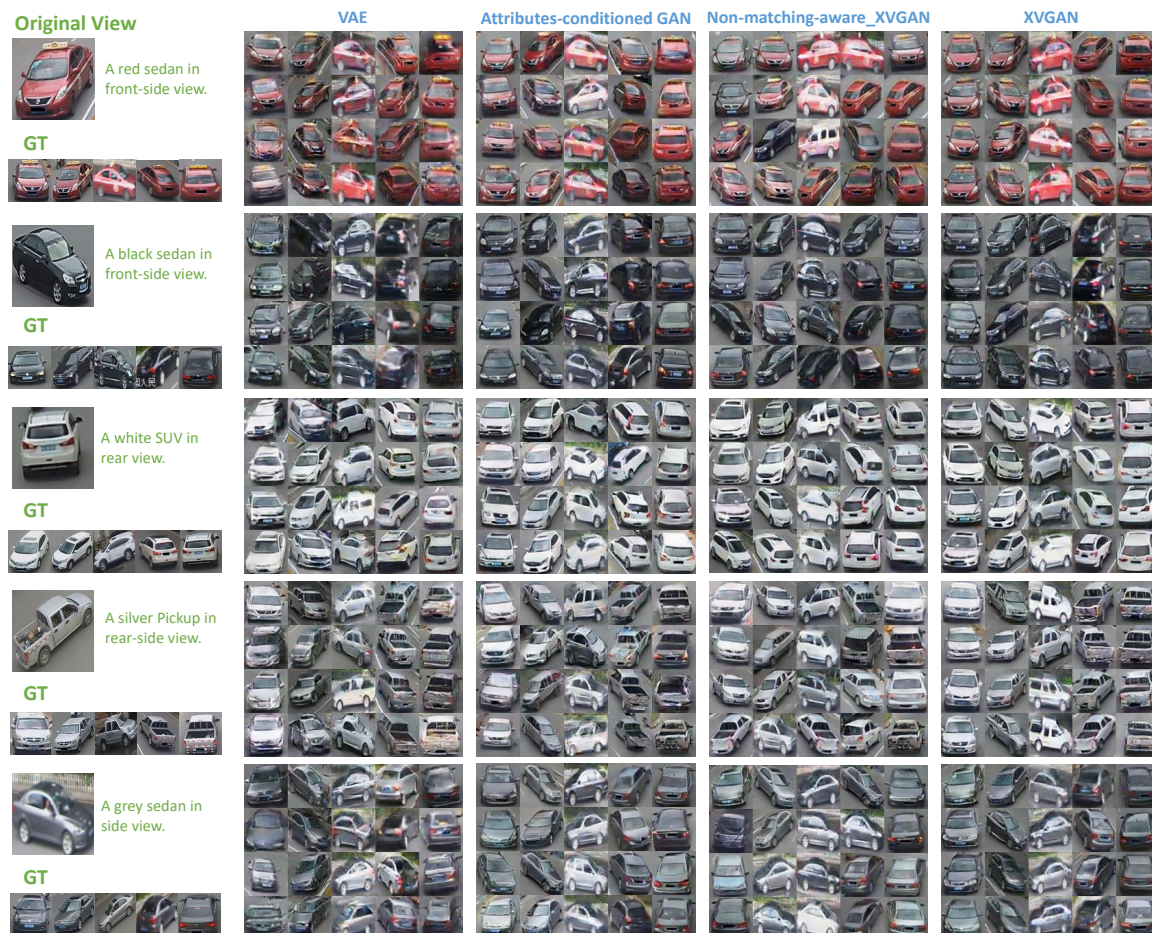 Original View
VAE
Attributes-conditioned GAN
Non-matching-aware_XVGAN
XVGAN
A red sedan in
front-side view.
GT
A black sedan in
front-side view.
GT
人民
A white SUV in
rear view.
GT
A silver Pickup in
rear-side view.
GT
A grey sedan in
side view.
GT